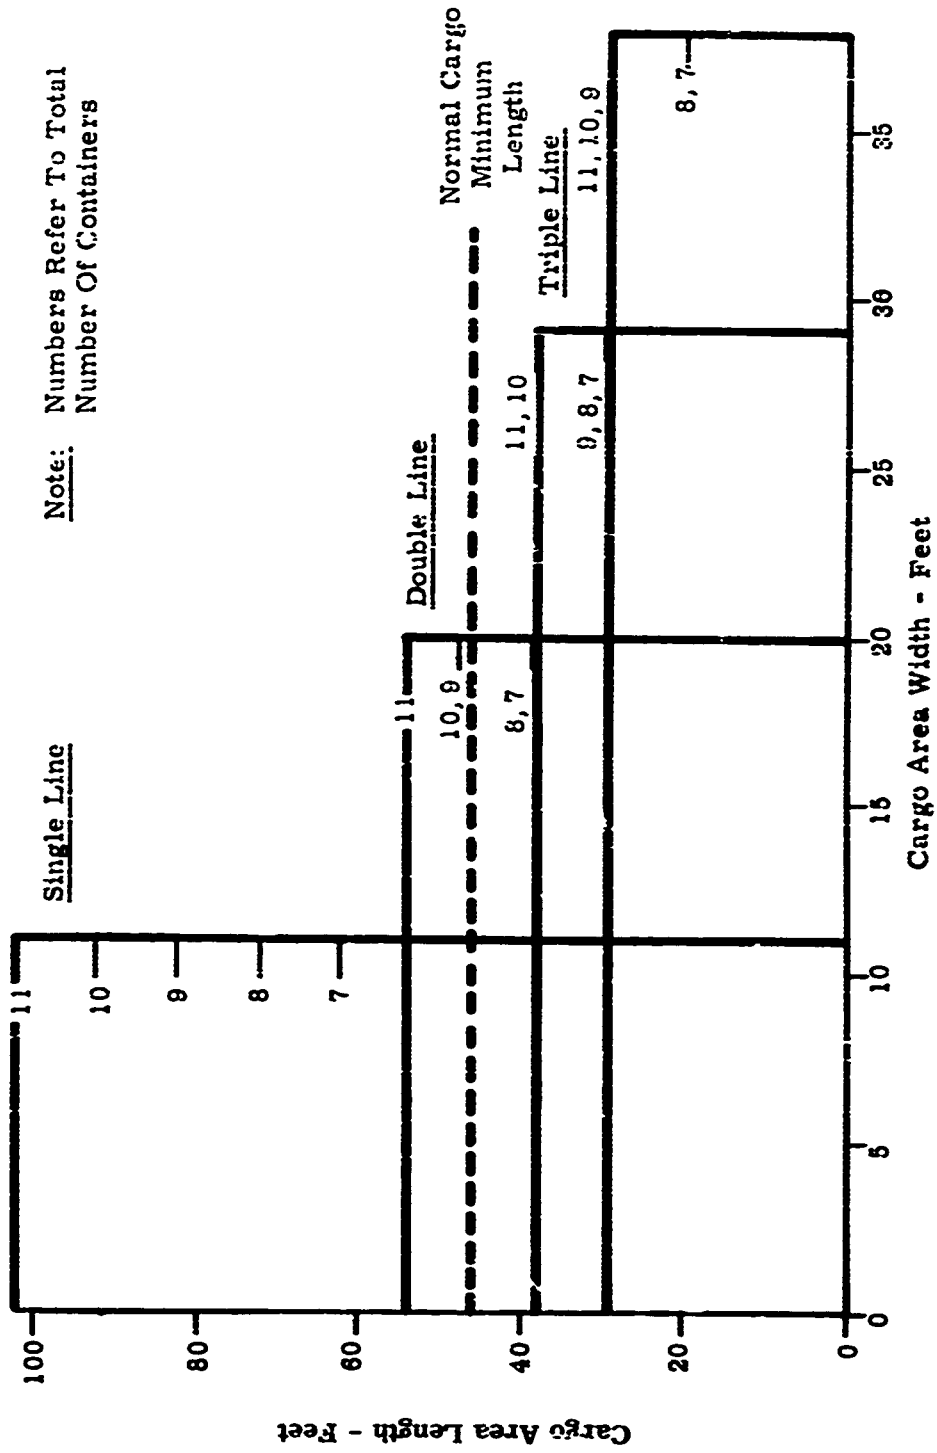 Note: Numbers Refer To Total
Number Of Containers
Single Line
11
10
9
8
7
Double Line
11
10, 9
8, 7
Normal Cargo
Minimum
Length
Triple Line
11, 10
9, 8, 7
11, 10, 9
8, 7
100
80
60
40
20
0
Cargo Area Length - Feet
0
5
10
15
20
25
30
35
Cargo Area Width - Feet